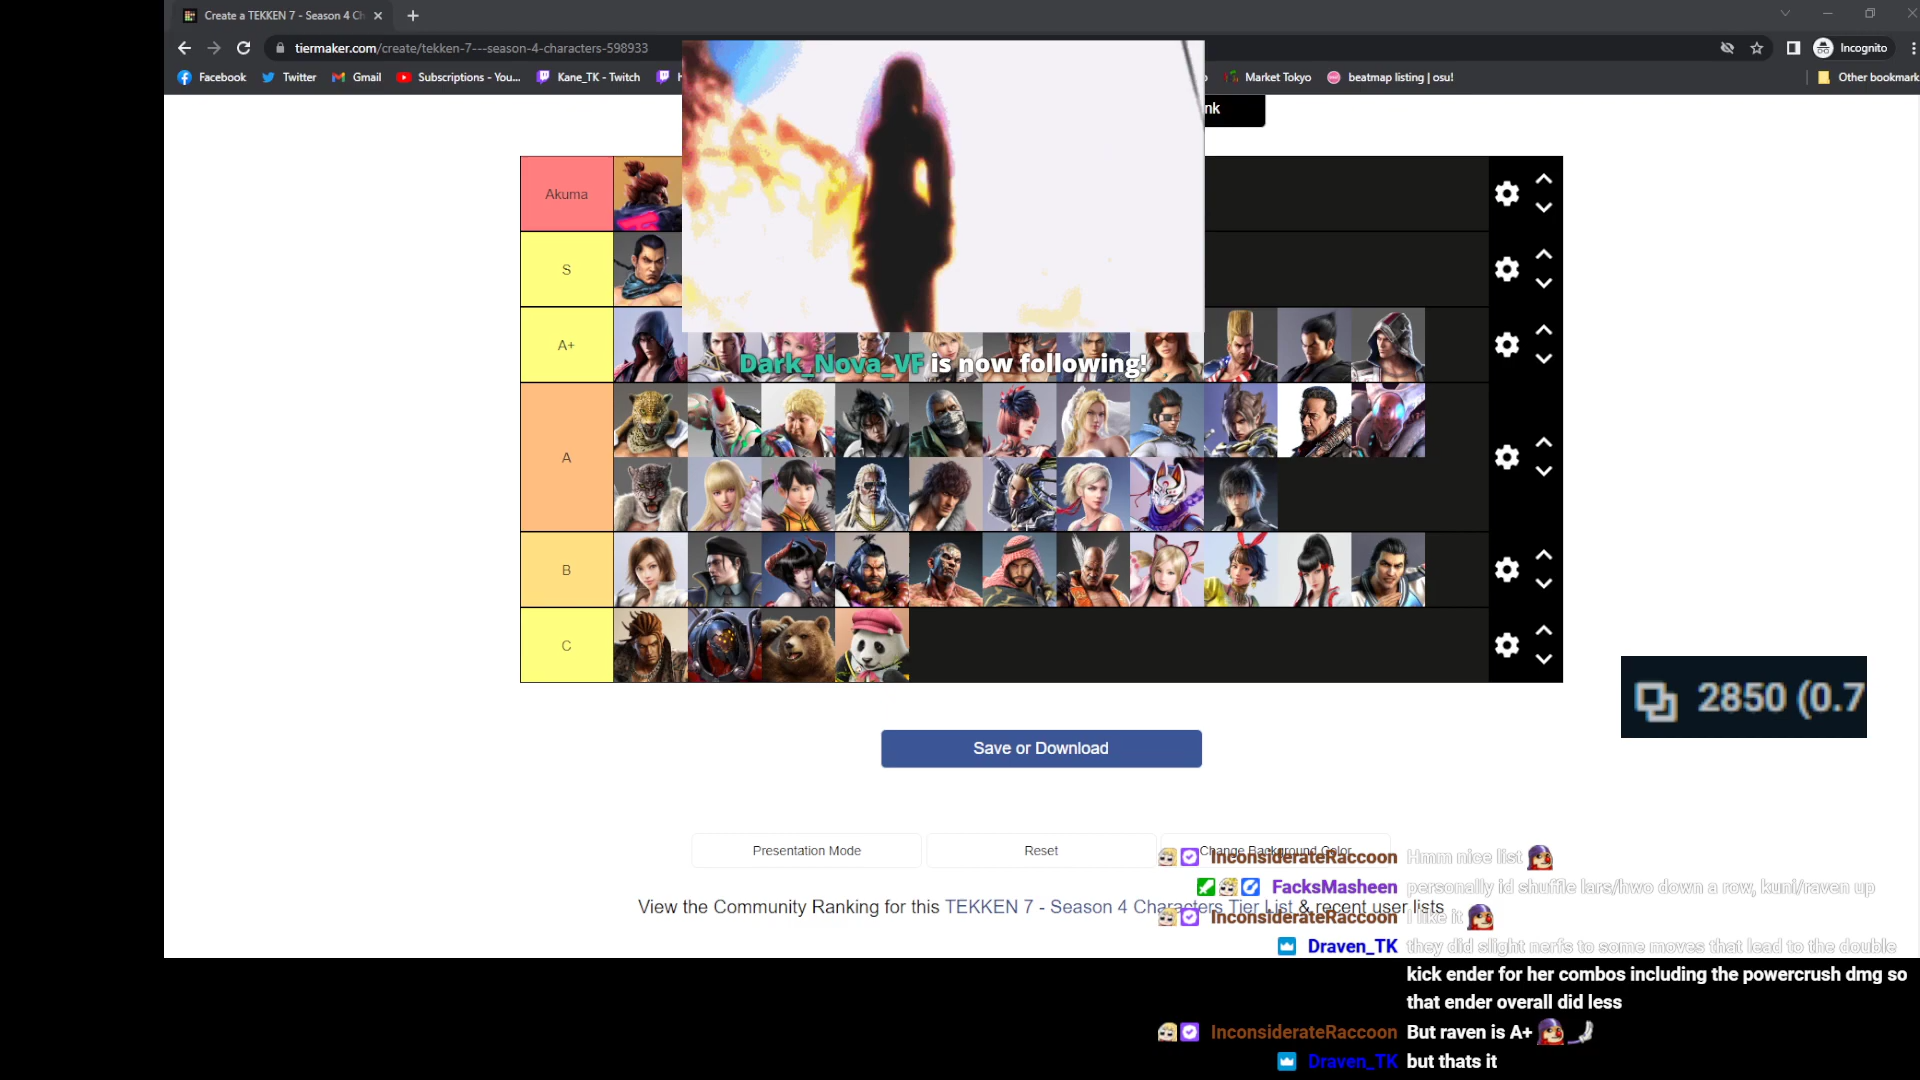 Create a TEKKEN 7 - Season 4 Ch
tiermaker.com/create/tekken-7---season-4-characters-598933
Incognito
Facebook
Twitter
Gmail
Subscriptions - You...
Kane_TK - Twitch
Market Tokyo
beatmap listing | osu!
Other bookmark
nk
Akuma
S
A+
Dark_Nova_VF is now following!
A
B
C
2850 (0.7
Save or Download
Presentation Mode
Reset
Change Background Color
InconsiderateRaccoon Hmm nice list
FacksMasheen personally id shuffle lars/hwo down a row, kuni/raven up
View the Community Ranking for this TEKKEN 7 - Season 4 Characters Tier List & recent user lists
InconsiderateRaccoon I like it
Draven_TK they did slight nerfs to some moves that lead to the double
kick ender for her combos including the powercrush dmg so
that ender overall did less
InconsiderateRaccoon But raven is A+
Draven_TK but thats it